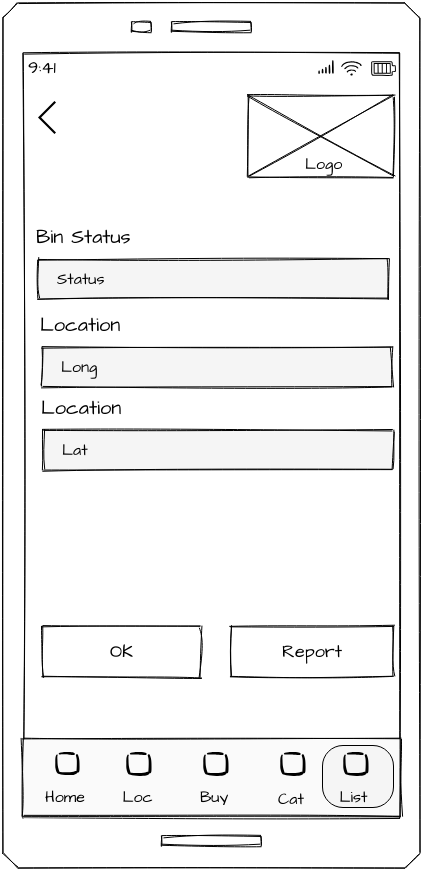 9:41
Logo
Bin Status
Status
Location
Long
Location
Lat
OK Report
Home Loc Buy Cat List